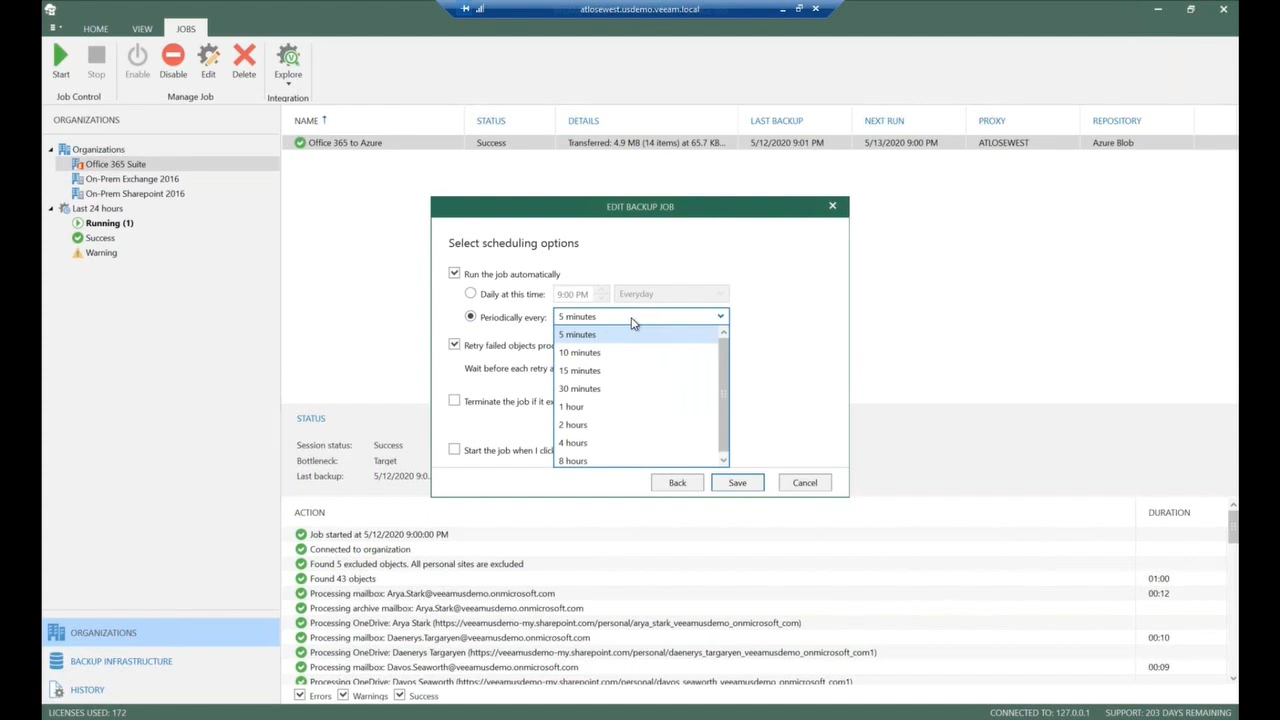 atlosewest.usdemo.veeam.local
HOME VIEW JOBS
Start Stop Enable Disable Edit Delete Explore
Job Control Manage Job Integration
ORGANIZATIONS
Organizations
Office 365 Suite
On-Prem Exchange 2016
On-Prem Sharepoint 2016
Last 24 hours
Running (1)
Success
Warning
NAME STATUS DETAILS LAST BACKUP NEXT RUN PROXY REPOSITORY
Office 365 to Azure Success Transferred: 4.9 MB (14 items) at 65.7 KB... 5/12/2020 9:01 PM 5/13/2020 9:00 PM ATLOSEWEST Azure Blob
EDIT BACKUP JOB
Select scheduling options
Run the job automatically
Daily at this time: 9:00 PM Everyday
Periodically every: 5 minutes
5 minutes
10 minutes
15 minutes
30 minutes
1 hour
2 hours
4 hours
8 hours
Retry failed objects pro
Wait before each retry a
Terminate the job if it ex
Start the job when I clic
Back Save Cancel
STATUS
Session status: Success
Bottleneck: Target
Last backup: 5/12/2020 9:0...
ACTION DURATION
Job started at 5/12/2020 9:00:00 PM
Connected to organization
Found 5 excluded objects. All personal sites are excluded
Found 43 objects 01:00
Processing mailbox: Arya.Stark@veeamusdemo.onmicrosoft.com 00:12
Processing archive mailbox: Arya.Stark@veeamusdemo.onmicrosoft.com
Processing OneDrive: Arya Stark (https://veeamusdemo-my.sharepoint.com/personal/arya_stark_veeamusdemo_onmicrosoft_com)
Processing mailbox: Daenerys.Targaryen@veeamusdemo.onmicrosoft.com 00:10
Processing OneDrive: Daenerys Targaryen (https://veeamusdemo-my.sharepoint.com/personal/daenerys_targaryen_veeamusdemo_onmicrosoft_com1)
Processing mailbox: Davos.Seaworth@veeamusdemo.onmicrosoft.com 00:09
Processing OneDrive: Davos Seaworth (https://veeamusdemo-my.sharepoint.com/personal/davos_seaworth_veeamusdemo_onmicrosoft_com1)
Errors Warnings Success
ORGANIZATIONS
BACKUP INFRASTRUCTURE
HISTORY
LICENSES USED: 172 CONNECTED TO: 127.0.0.1 SUPPORT: 203 DAYS REMAINING